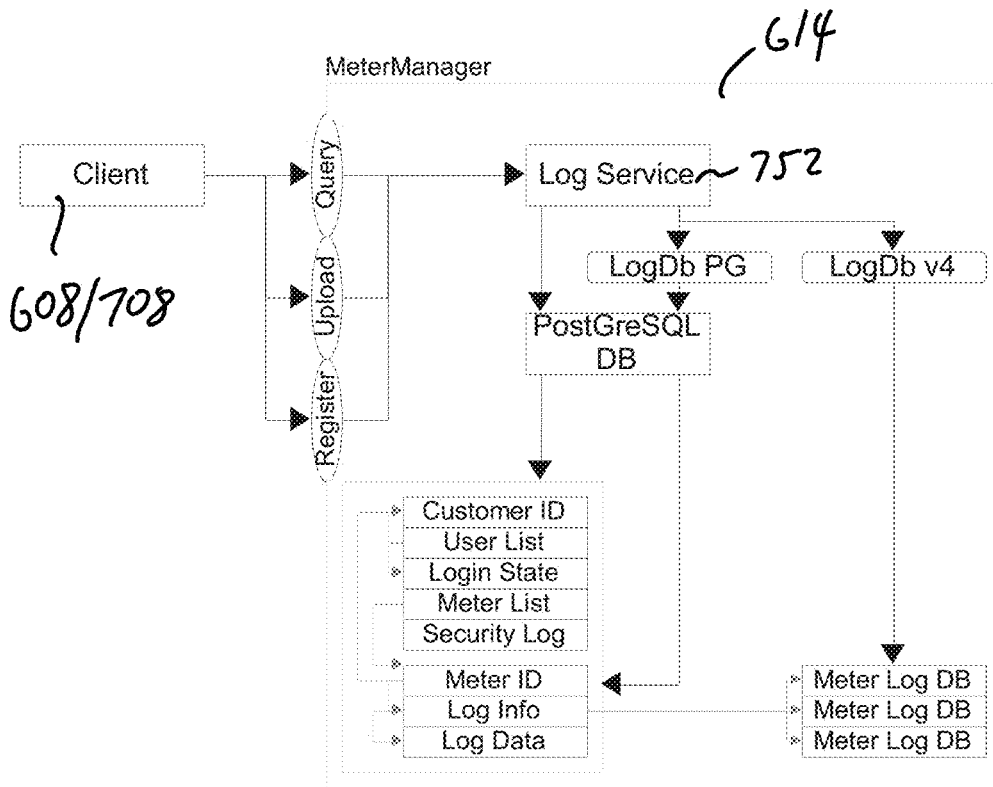 614
MeterManager
Client
Query
Log Service
752
Upload
LogDb PG
LogDb v4
608/708
PostGreSQL
DB
Register
Customer ID
User List
Login State
Meter List
Security Log
Meter ID
Log Info
Log Data
Meter Log DB
Meter Log DB
Meter Log DB